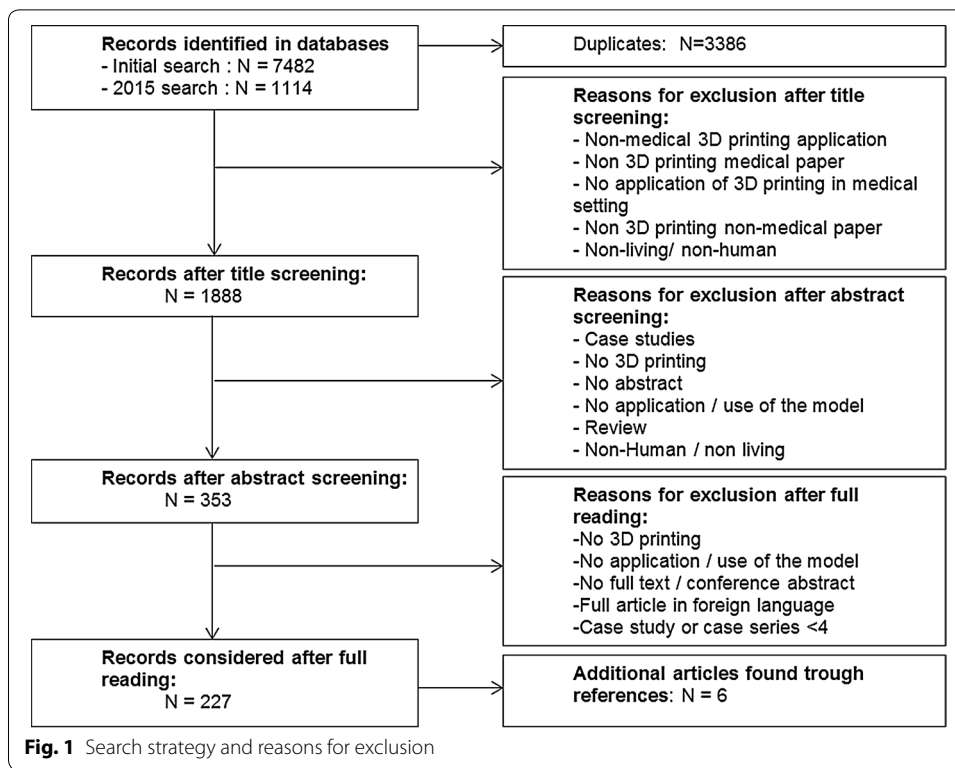 Records identified in databases
- Initial search : N = 7482
- 2015 search : N = 1114
Duplicates: N=3386
Reasons for exclusion after title
screening:
- Non-medical 3D printing application
- Non 3D printing medical paper
- No application of 3D printing in medical
setting
- Non 3D printing non-medical paper
- Non-living/ non-human
Records after title screening:
N = 1888
Reasons for exclusion after abstract
screening:
- Case studies
- No 3D printing
- No abstract
- No application / use of the model
- Review
- Non-Human / non living
Records after abstract screening:
N = 353
Reasons for exclusion after full
reading:
-No 3D printing
-No application / use of the model
-No full text / conference abstract
-Full article in foreign language
-Case study or case series <4
Records considered after full
reading:
N = 227
Additional articles found trough
references: N = 6
Fig. 1 Search strategy and reasons for exclusion